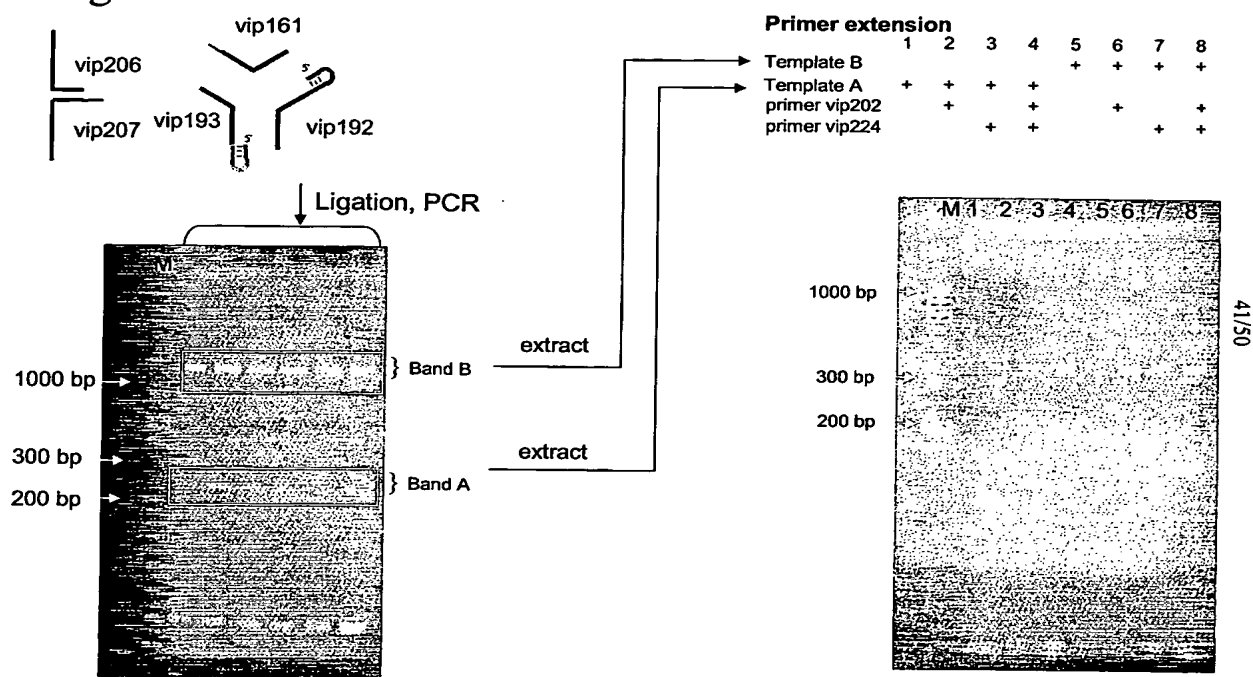 vip161
vip206
vip207
vip193
vip192
5'
5'
Ligation, PCR
M
1000 bp
300 bp
200 bp
} Band B
} Band A
extract
extract
Primer extension
1 2 3 4 5 6 7 8
Template B + + + +
Template A + + + +
primer vip202 + + + +
primer vip224 + + + +
M 1 2 3 4 5 6 7 8
1000 bp
300 bp
200 bp
41/50